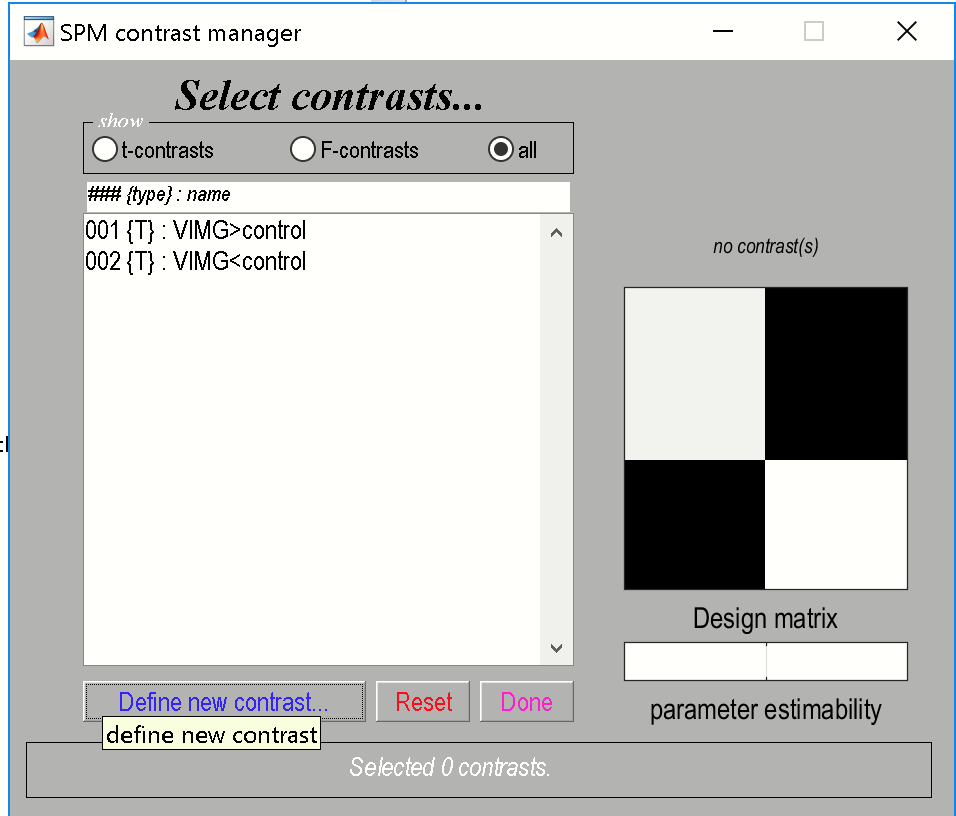 SPM contrast manager
Select contrasts...
show
t-contrasts F-contrasts all
### {type} : name
001 {T} : VIMG>control
002 {T} : VIMG<control
no contrast(s)
Design matrix
parameter estimability
Define new contrast... Reset Done
define new contrast
Selected 0 contrasts.